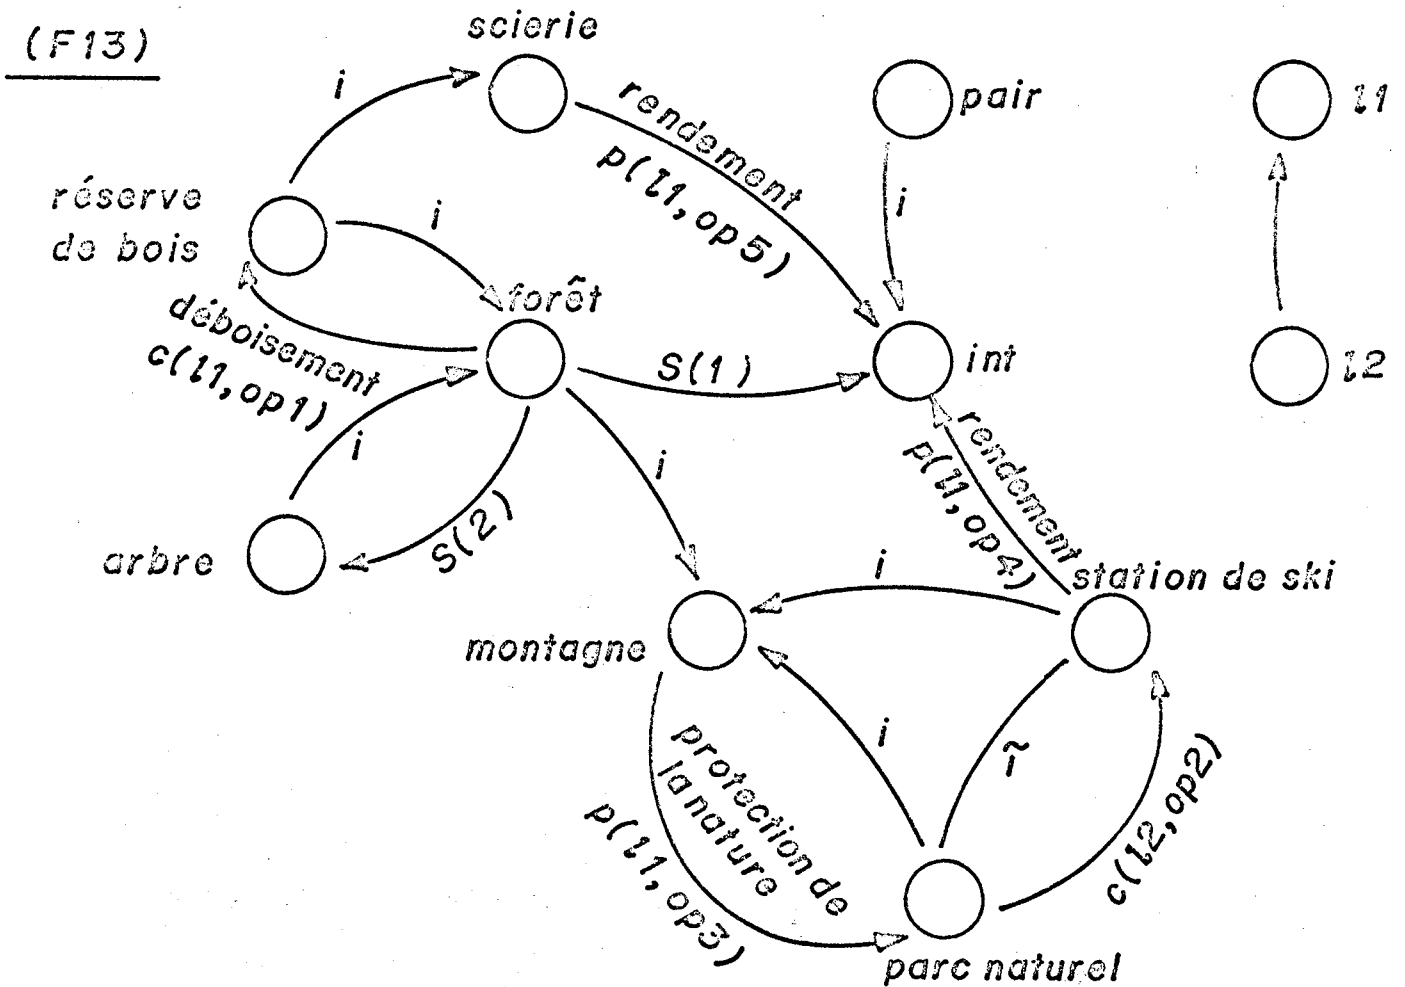 (F13)
scierie
i
rendement
p(l1,op5)
pair
l1
réserve
de bois
i
i
forêt
déboisement
c(l1,op1)
S(1)
int
l2
i
i
rendement
p(l1,op4)
arbre
S(2)
i
station de ski
montagne
i
ĩ
protection de
la nature
p(l1,op3)
c(l2,op2)
parc naturel